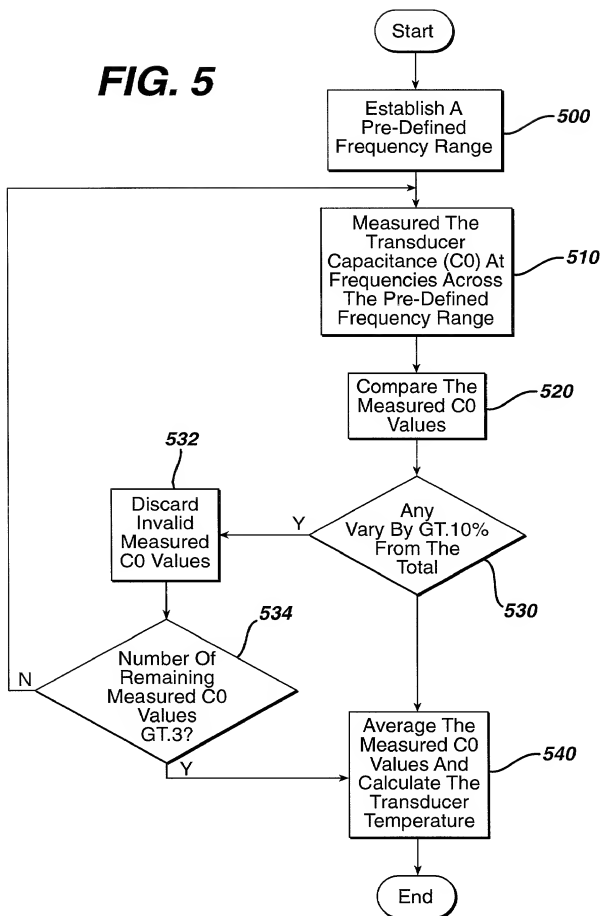 FIG. 5
Start
Establish A
Pre-Defined
Frequency Range
500
Measured The
Transducer
Capacitance (C0) At
Frequencies Across
The Pre-Defined
Frequency Range
510
Compare The
Measured C0
Values
520
Any
Vary By GT.10%
From The
Total
530
Y
532
Discard
Invalid
Measured
C0 Values
534
Number Of
Remaining
Measured C0
Values
GT.3?
N
Y
Average The
Measured C0
Values And
Calculate The
Transducer
Temperature
540
End